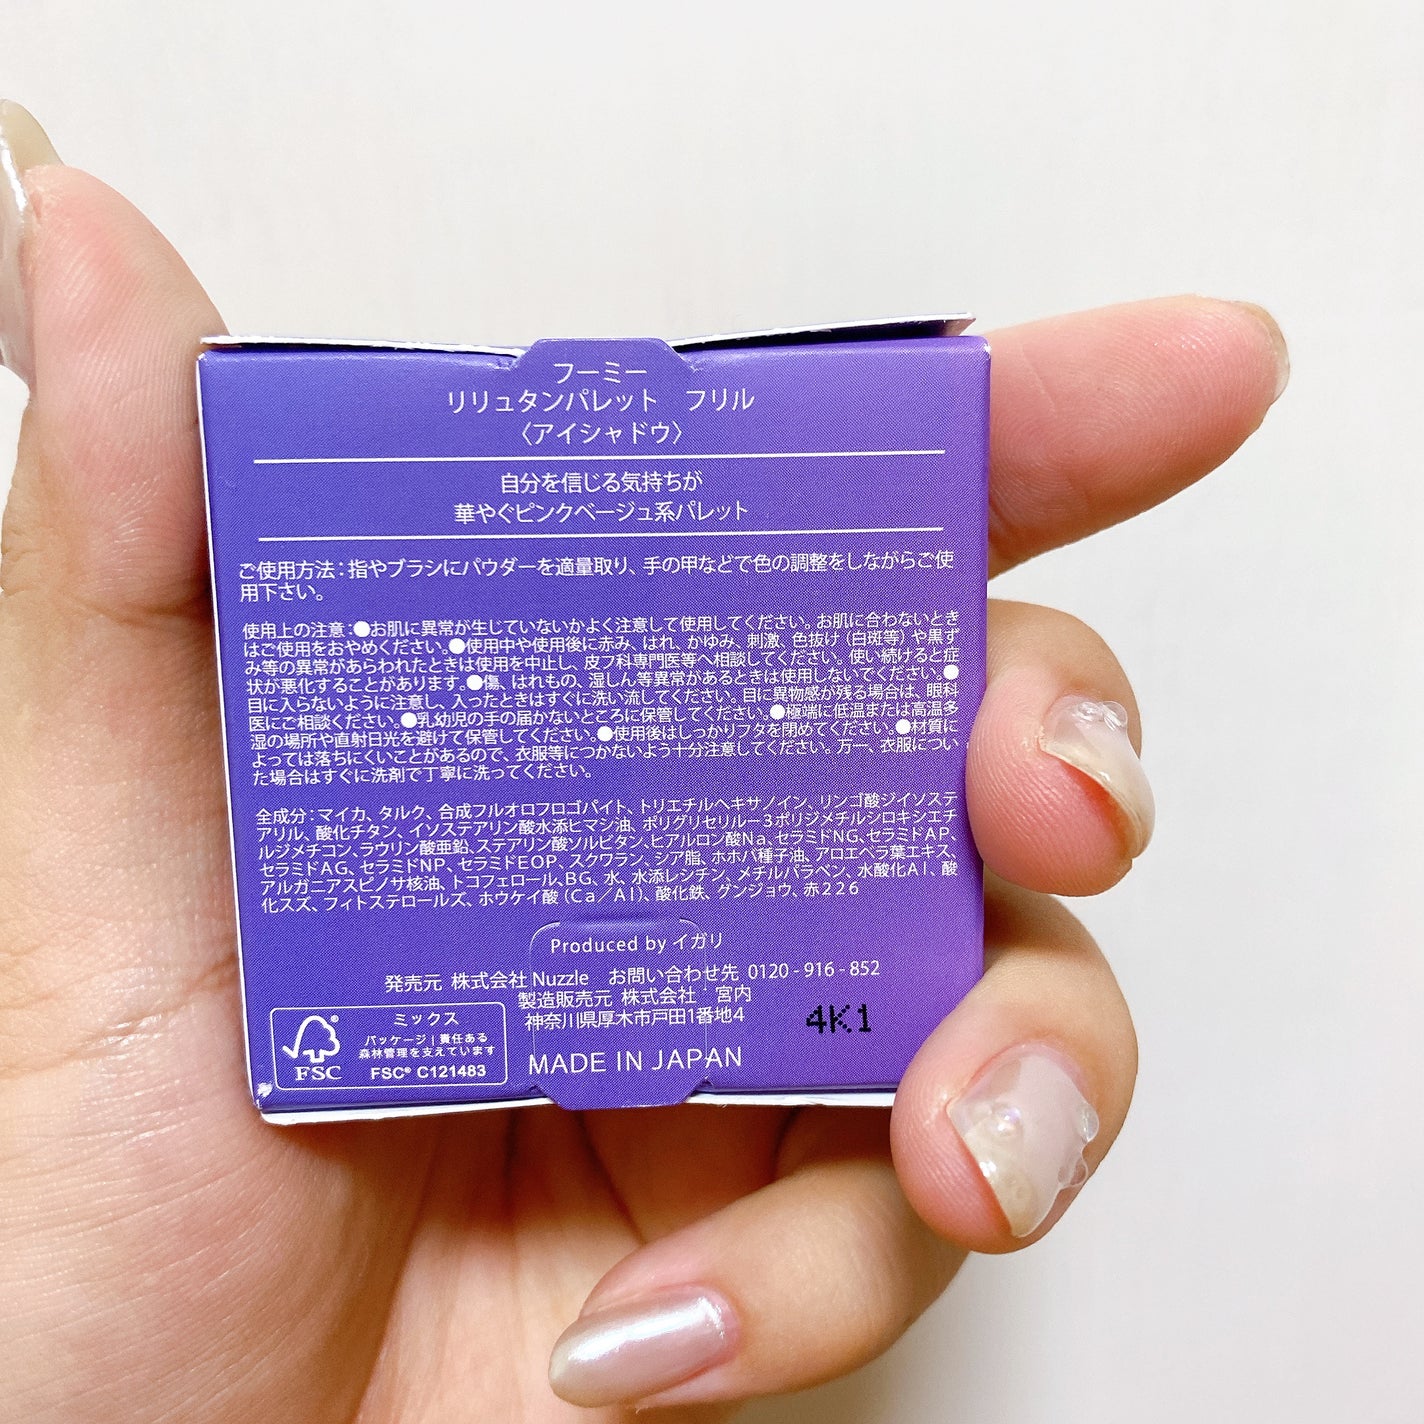 フーミー
リリュタンパレット　フリル
〈アイシャドウ〉
自分を信じる気持ちが
華やぐピンクベージュ系パレット
ご使用方法：指やブラシにパウダーを適量取り、手の甲などで色の調整をしながらご使
用下さい。
使用上の注意：●お肌に異常が生じていないかよく注意して使用してください。お肌に合わないとき
はご使用をおやめください。●使用中や使用後に赤み、はれ、かゆみ、刺激、色抜け（白斑等）や黒ず
み等の異常があらわれたときは使用を中止し、皮フ科専門医等へ相談してください。使い続けると症
状が悪化することがあります。●傷、はれもの、湿しん等異常があるときは使用しないでください。●
目に入らないように注意し、入ったときはすぐに洗い流してください。目に異物感が残る場合は、眼科
医にご相談ください。●乳幼児の手の届かないところに保管してください。●極端に低温または高温多
湿の場所や直射日光を避けて保管してください。●使用後はしっかりフタを閉めてください。●材質に
よっては落ちにくいことがあるので、衣服等につかないよう十分注意してください。万一、衣服につい
た場合はすぐに洗剤で丁寧に洗ってください。
全成分：マイカ、タルク、合成フルオロフロゴパイト、トリエチルヘキサノイン、リンゴ酸ジイソステ
アリル、酸化チタン、イソステアリン酸水添ヒマシ油、ポリグリセリルー3ポリジメチルシロキシエチ
ルジメチコン、ラウリン酸亜鉛、ステアリン酸ソルビタン、ヒアルロン酸Na、セラミドNG、セラミドAP、
セラミドAG、セラミドNP、セラミドEOP、スクワラン、シア脂、ホホバ種子油、アロエベラ葉エキス、
アルガニアスピノサ核油、トコフェロール、BG、水、水添レシチン、メチルパラベン、水酸化Al、酸
化スズ、フィトステロールズ、ホウケイ酸（Ca／Al）、酸化鉄、グンジョウ、赤226
Produced by イガリ
発売元 株式会社 Nuzzle　お問い合わせ先 0120-916-852
製造販売元 株式会社 宮内
神奈川県厚木市戸田1番地4
4K1
MADE IN JAPAN
FSC
ミックス
パッケージ｜責任ある
森林管理を支えています
FSC® C121483